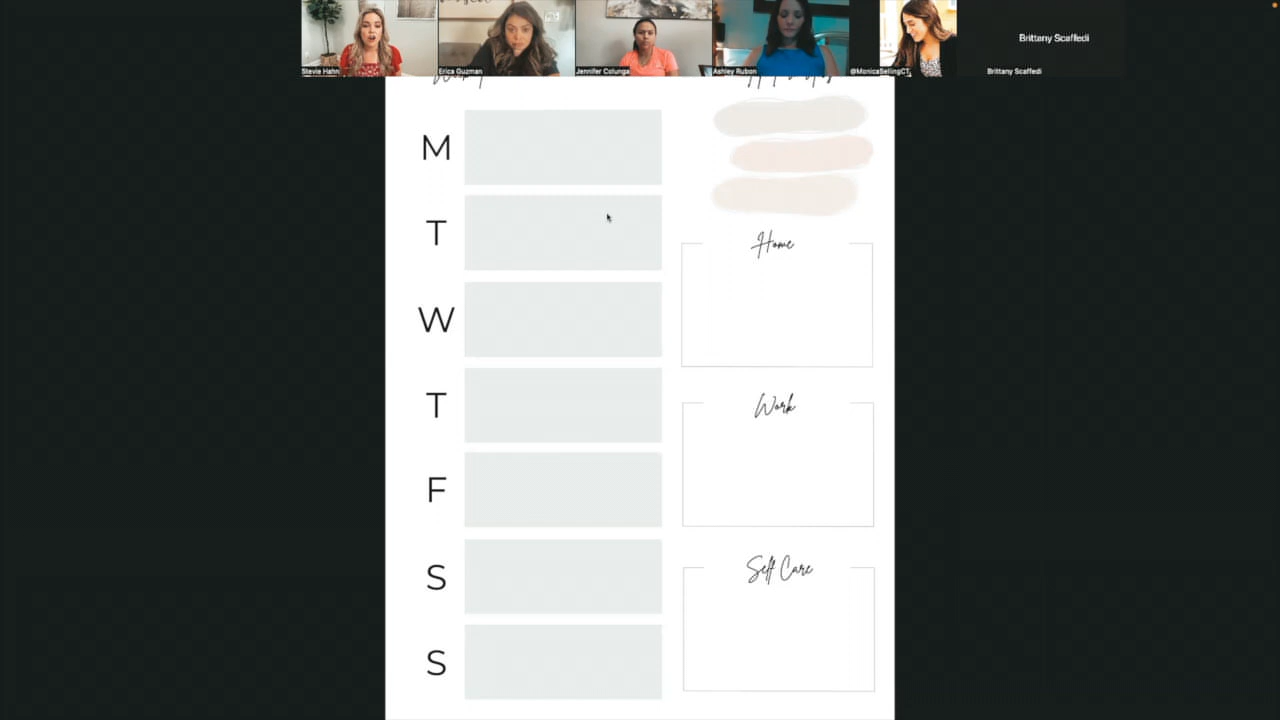 Stevie Hahn
Erica Guzman
Jennifer Colunga
Ashley Rubon
@MonicaSellingCT
Brittany Scaffedi
Brittany Scaffedi
M
T
W
T
F
S
S
Home
Work
Self Care